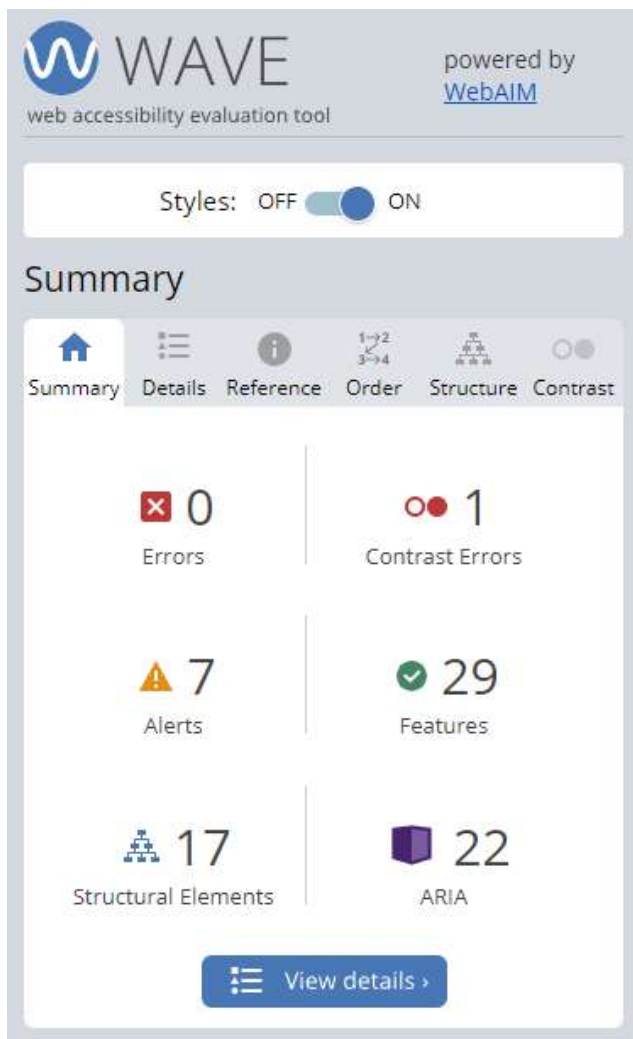 WAVE
powered by
WebAIM
web accessibility evaluation tool
Styles: OFF ON
Summary
1→2
3→4
Summary Details Reference Order Structure Contrast
0 1
Errors Contrast Errors
7 29
Alerts Features
17 22
Structural Elements ARIA
View details ›